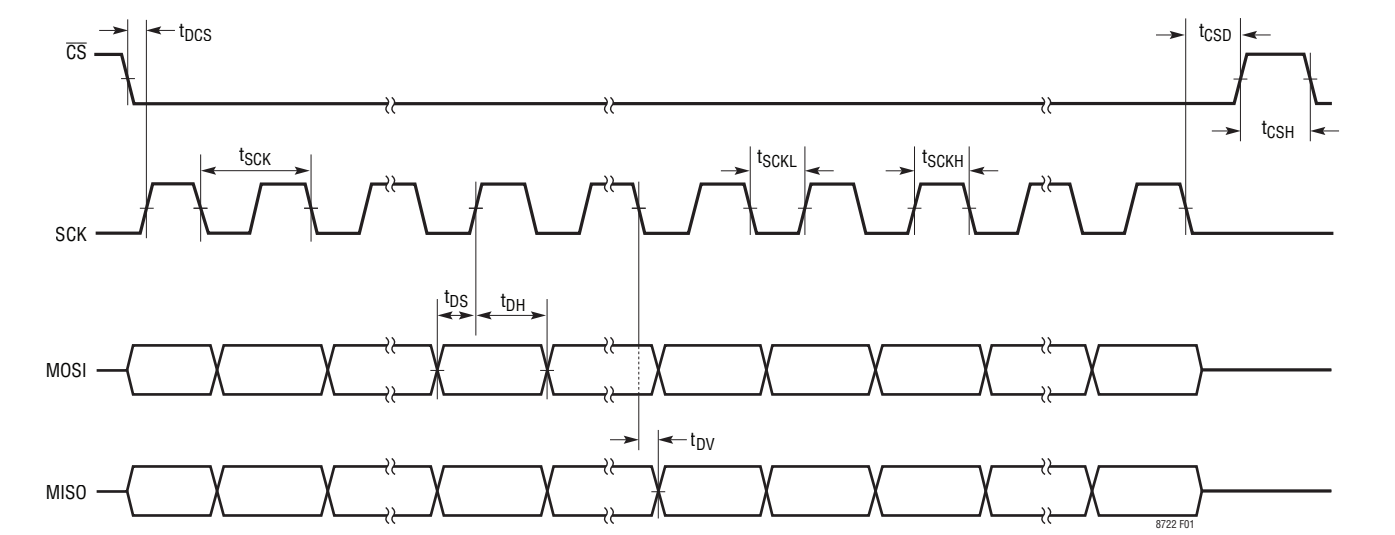 tDCS
CS
tCSD
tCSH
tSCK
tSCKL
tSCKH
SCK
tDS
tDH
MOSI
tDV
MISO
8722 F01